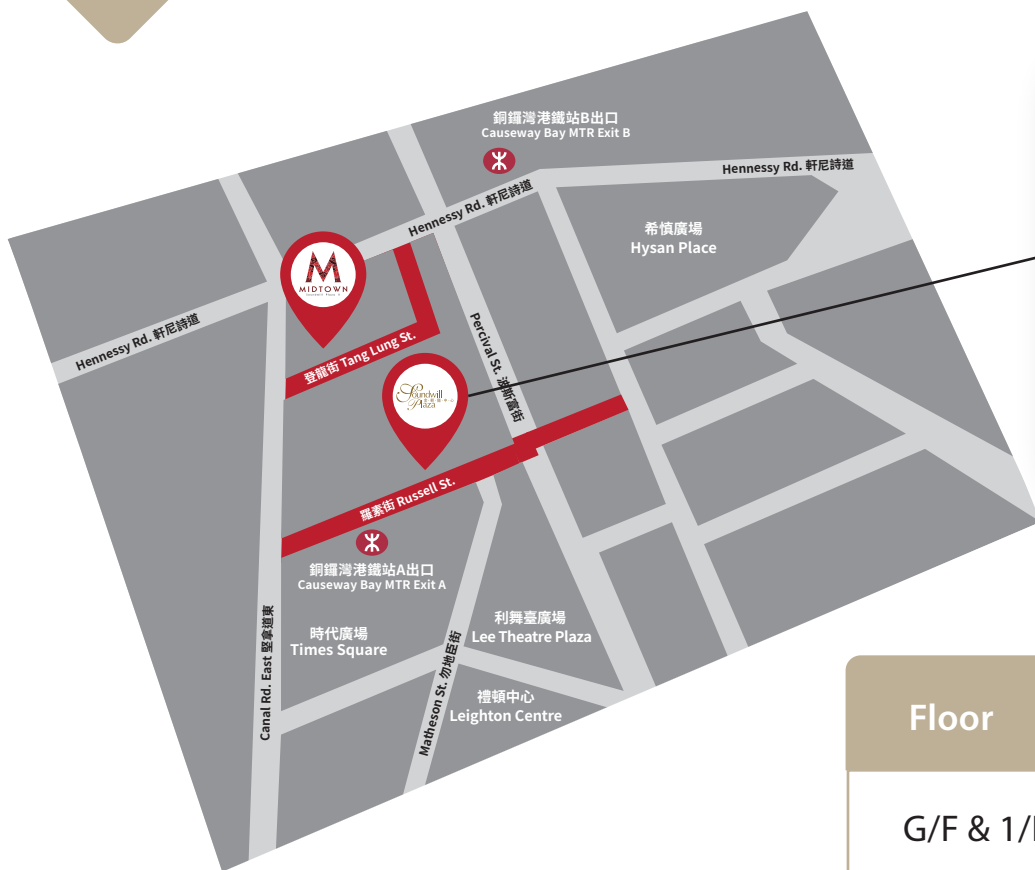 銅鑼灣港鐵站B出口
Causeway Bay MTR Exit B
Hennessy Rd. 軒尼詩道
Hennessy Rd. 軒尼詩道
希慎廣場
Hysan Place
M
MIDTOWN
Soundwill Plaza II
Hennessy Rd. 軒尼詩道
登龍街 Tang Lung St.
Percival St. 波斯富街
Soundwill
Plaza
羅素街 Russell St.
銅鑼灣港鐵站A出口
Causeway Bay MTR Exit A
時代廣場
Times Square
利舞臺廣場
Lee Theatre Plaza
Canal Rd. East 堅拿道東
Matheson St. 勿地臣街
禮頓中心
Leighton Centre
Floor
G/F & 1/